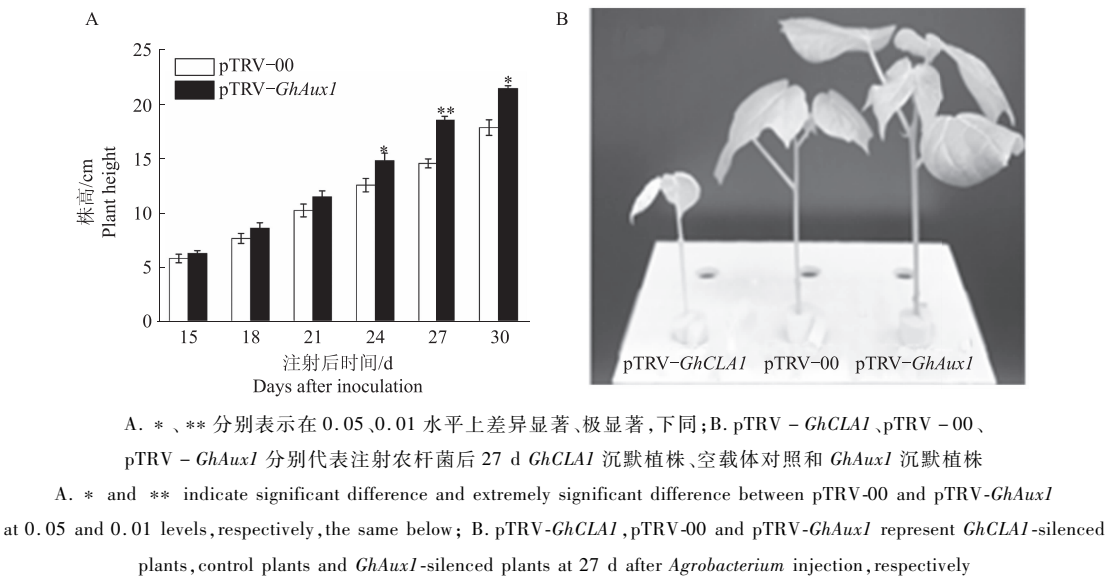 A
B
25
20
15
10
5
0
株高/cm
Plant height
pTRV-00
pTRV-GhAux1
*
**
*
15 18 21 24 27 30
注射后时间/d
Days after inoculation
pTRV-GhCLA1 pTRV-00 pTRV-GhAux1
A. *、** 分别表示在 0.05、0.01 水平上差异显著、极显著,下同;B. pTRV-GhCLA1、pTRV-00、
pTRV-GhAux1 分别代表注射农杆菌后 27 d GhCLA1 沉默植株、空载体对照和 GhAux1 沉默植株
A. * and ** indicate significant difference and extremely significant difference between pTRV-00 and pTRV-GhAux1
at 0.05 and 0.01 levels, respectively, the same below; B. pTRV-GhCLA1, pTRV-00 and pTRV-GhAux1 represent GhCLA1-silenced
plants, control plants and GhAux1-silenced plants at 27 d after Agrobacterium injection, respectively